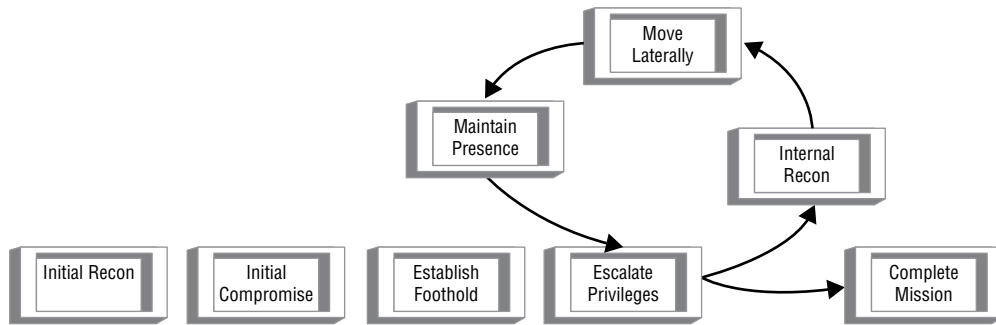 Move
Laterally
Maintain
Presence
Internal
Recon
Initial Recon
Initial
Compromise
Establish
Foothold
Escalate
Privileges
Complete
Mission